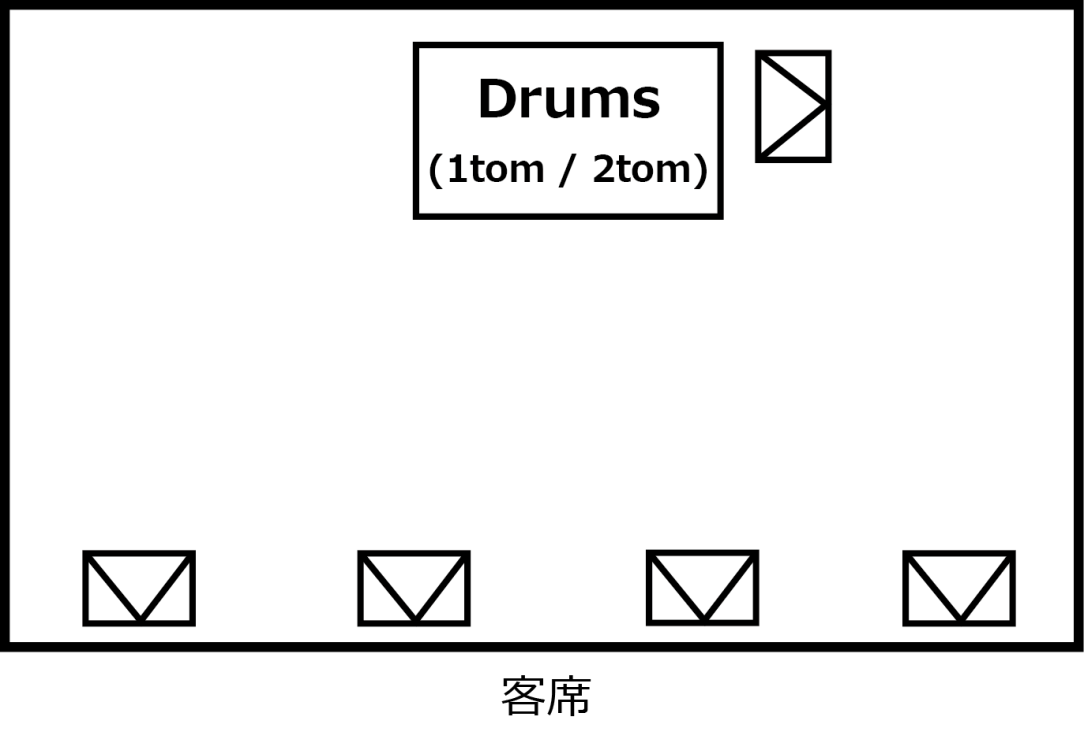 Drums
(1tom / 2tom)
客席